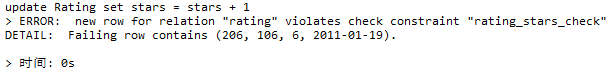 update Rating set stars = stars + 1
> ERROR:  new row for relation "rating" violates check constraint "rating_stars_check"
DETAIL:  Failing row contains (206, 106, 6, 2011-01-19).
> 时间: 0s